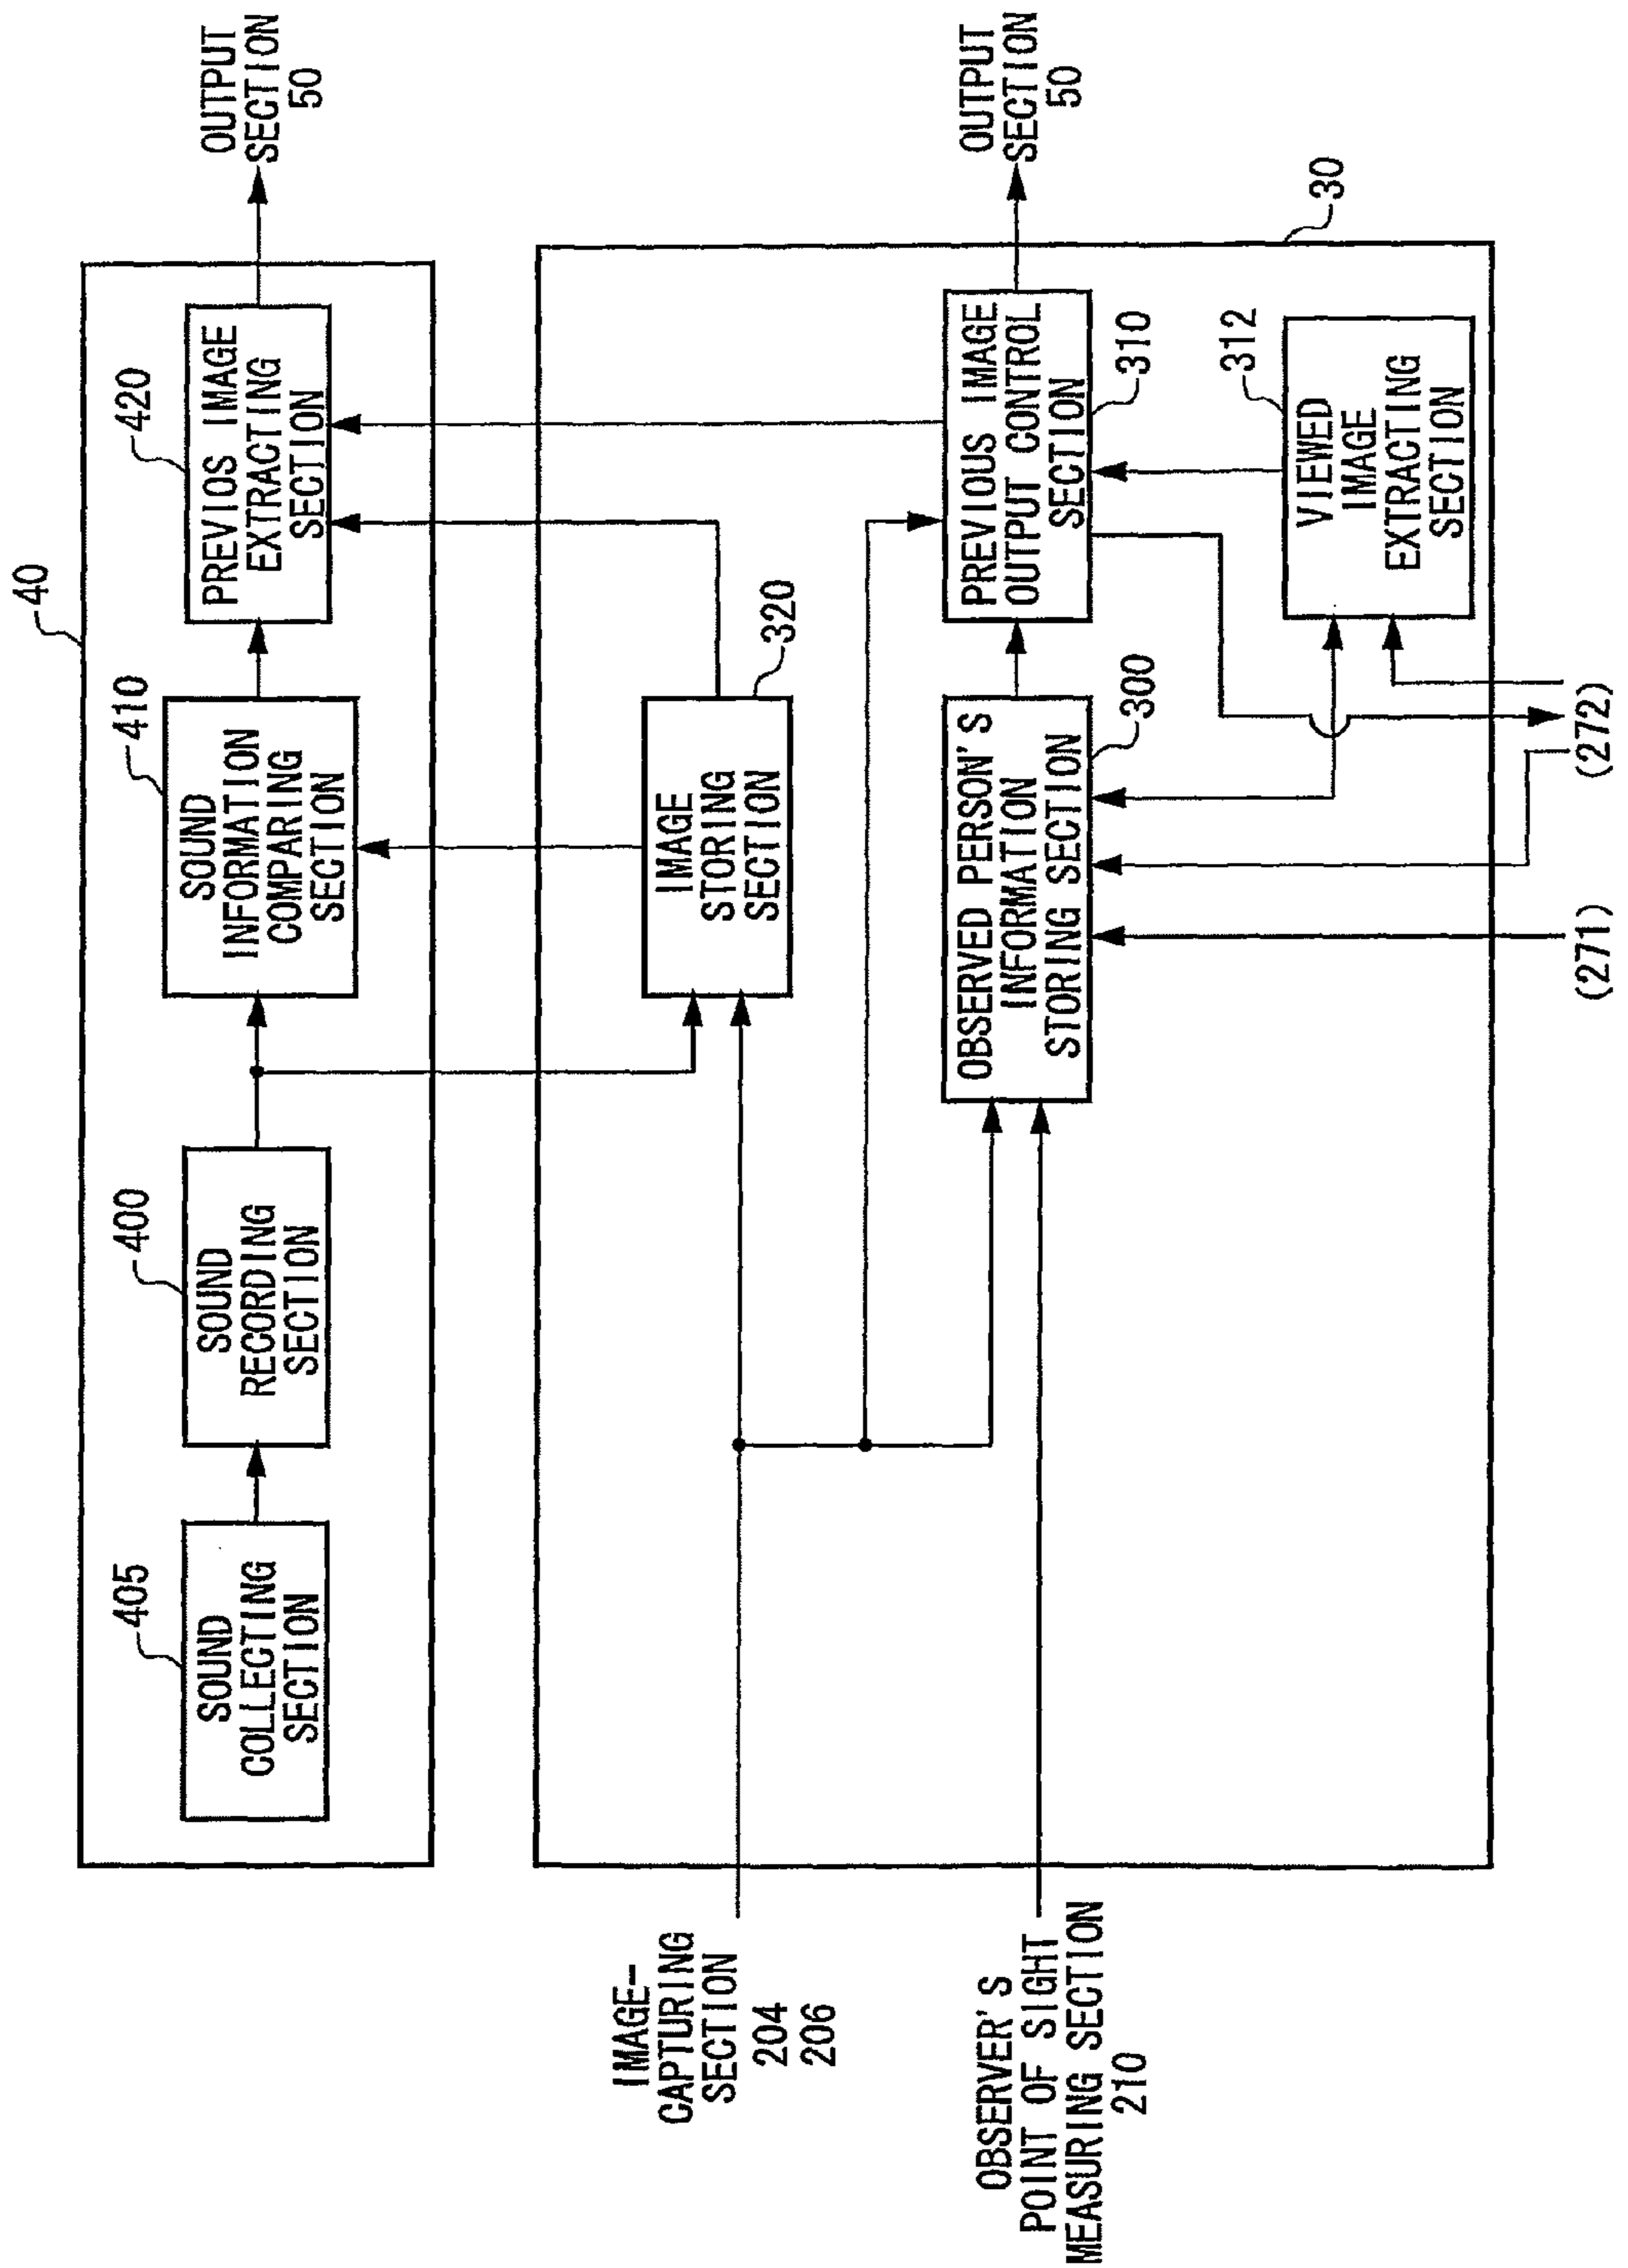 40
405
SOUND
COLLECTING
SECTION
400
SOUND
RECORDING
SECTION
410
SOUND
INFORMATION
COMPARING
SECTION
420
PREVIOS IMAGE
EXTRACTING
SECTION
OUTPUT
SECTION
50
IMAGE-
CAPTURING
SECTION
204
206
320
IMAGE
STORING
SECTION
OBSERVER'S
POINT OF SIGHT
MEASURING SECTION
210
OBSERVED PERSON'S
INFORMATION
STORING SECTION
300
PREVIOUS IMAGE
OUTPUT CONTROL
SECTION
310
OUTPUT
SECTION
50
312
VIEWED
IMAGE
EXTRACTING
SECTION
30
(271)
(272)